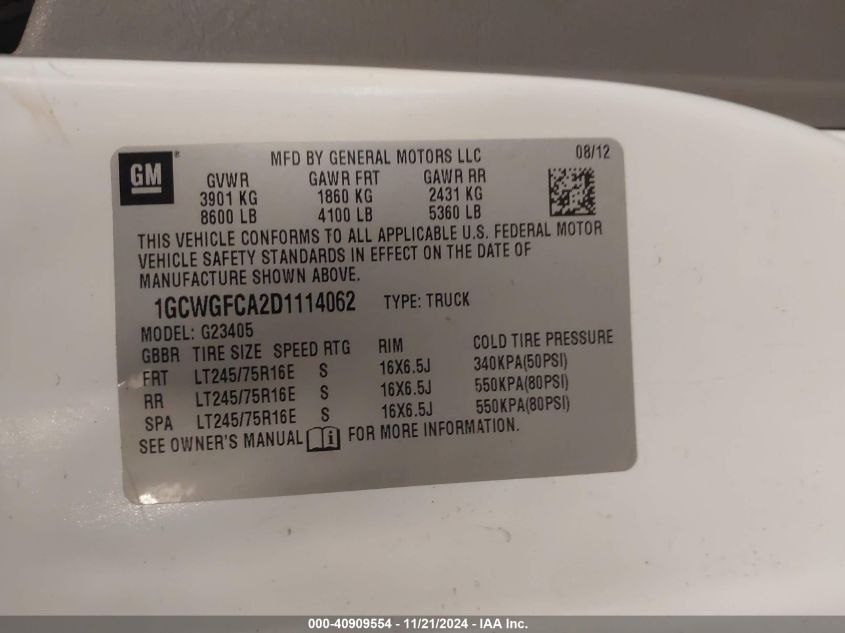 GM ® MFD BY GENERAL MOTORS LLC 08/12
GVWR GAWR FRT GAWR RR
3901 KG 1860 KG 2431 KG
8600 LB 4100 LB 5360 LB
THIS VEHICLE CONFORMS TO ALL APPLICABLE U.S. FEDERAL MOTOR
VEHICLE SAFETY STANDARDS IN EFFECT ON THE DATE OF
MANUFACTURE SHOWN ABOVE.
1GCWGFCA2D1114062 TYPE: TRUCK
MODEL: G23405
GBBR TIRE SIZE SPEED RTG RIM COLD TIRE PRESSURE
FRT LT245/75R16E S 16X6.5J 340KPA(50PSI)
RR LT245/75R16E S 16X6.5J 550KPA(80PSI)
SPA LT245/75R16E S 16X6.5J 550KPA(80PSI)
SEE OWNER'S MANUAL i FOR MORE INFORMATION.
000-40909554 - 11/21/2024 - IAA Inc.